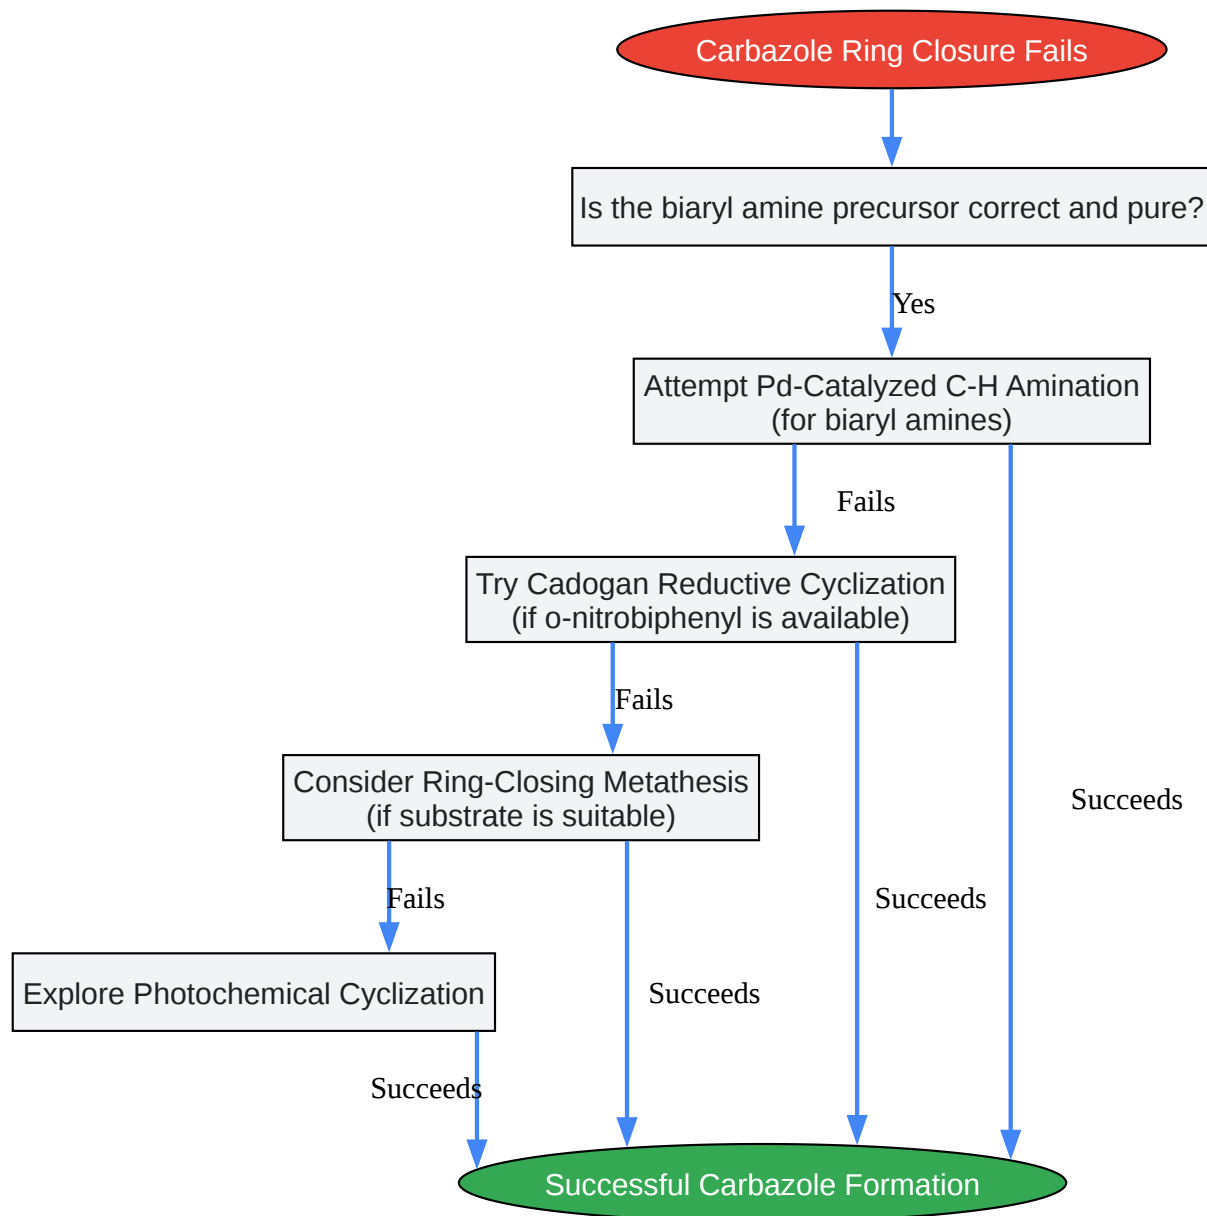 Carbazole Ring Closure Fails
Is the biaryl amine precursor correct and pure?
Yes
Attempt Pd-Catalyzed C-H Amination
(for biaryl amines)
Fails
Try Cadogan Reductive Cyclization
(if o-nitrobiphenyl is available)
Fails
Consider Ring-Closing Metathesis
(if substrate is suitable)
Succeeds
Fails
Succeeds
Explore Photochemical Cyclization
Succeeds
Succeeds
Successful Carbazole Formation